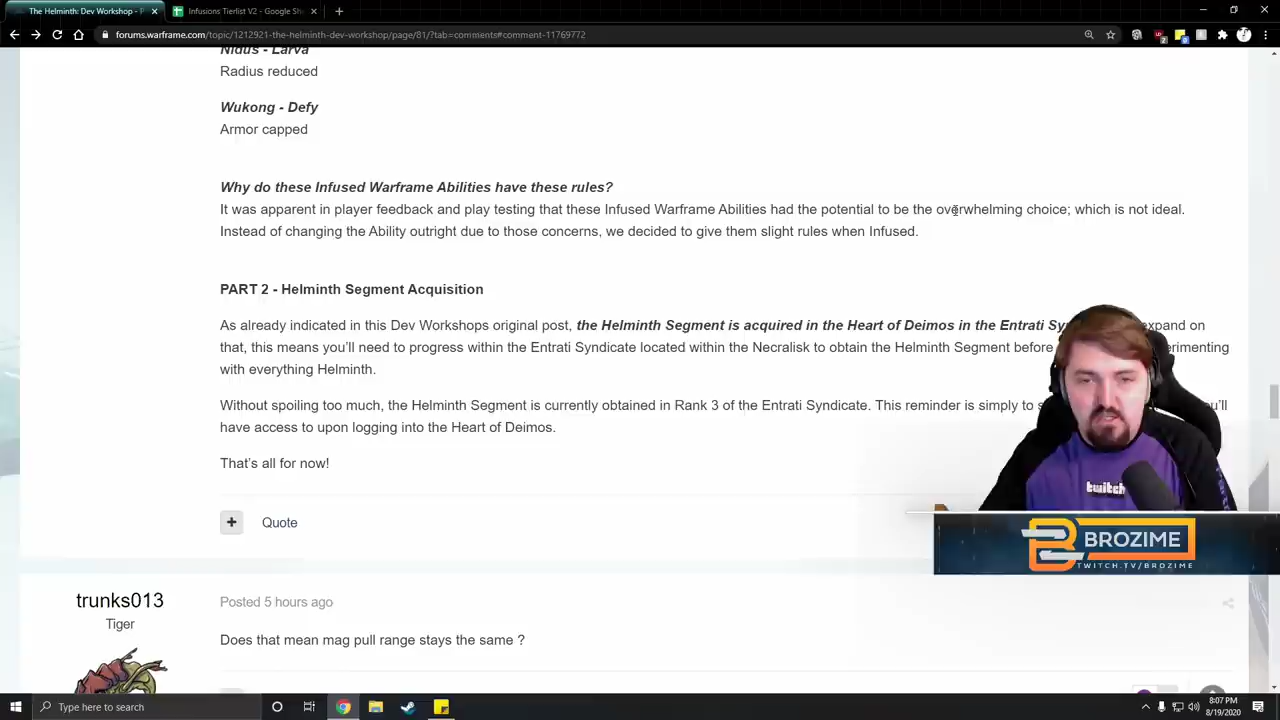 The Helminth: Dev Workshop - P
Infusions Tierlist V2 - Google She
forums.warframe.com/topic/1212921-the-helminth-dev-workshop/page/81/?tab=comments#comment-11769772
Nidus - Larva
Radius reduced
Wukong - Defy
Armor capped
Why do these Infused Warframe Abilities have these rules?
It was apparent in player feedback and play testing that these Infused Warframe Abilities had the potential to be the overwhelming choice; which is not ideal.
Instead of changing the Ability outright due to those concerns, we decided to give them slight rules when Infused.
PART 2 - Helminth Segment Acquisition
As already indicated in this Dev Workshops original post, the Helminth Segment is acquired in the Heart of Deimos in the Entrati Sy expand on
that, this means you'll need to progress within the Entrati Syndicate located within the Necralisk to obtain the Helminth Segment before erimenting
with everything Helminth.
Without spoiling too much, the Helminth Segment is currently obtained in Rank 3 of the Entrati Syndicate. This reminder is simply to s u'll
have access to upon logging into the Heart of Deimos.
That's all for now!
+ Quote
twitch
BROZIME
TWITCH.TV/BROZIME
trunks013
Tiger
Posted 5 hours ago
Does that mean mag pull range stays the same ?
Type here to search
8:07 PM
8/19/2020